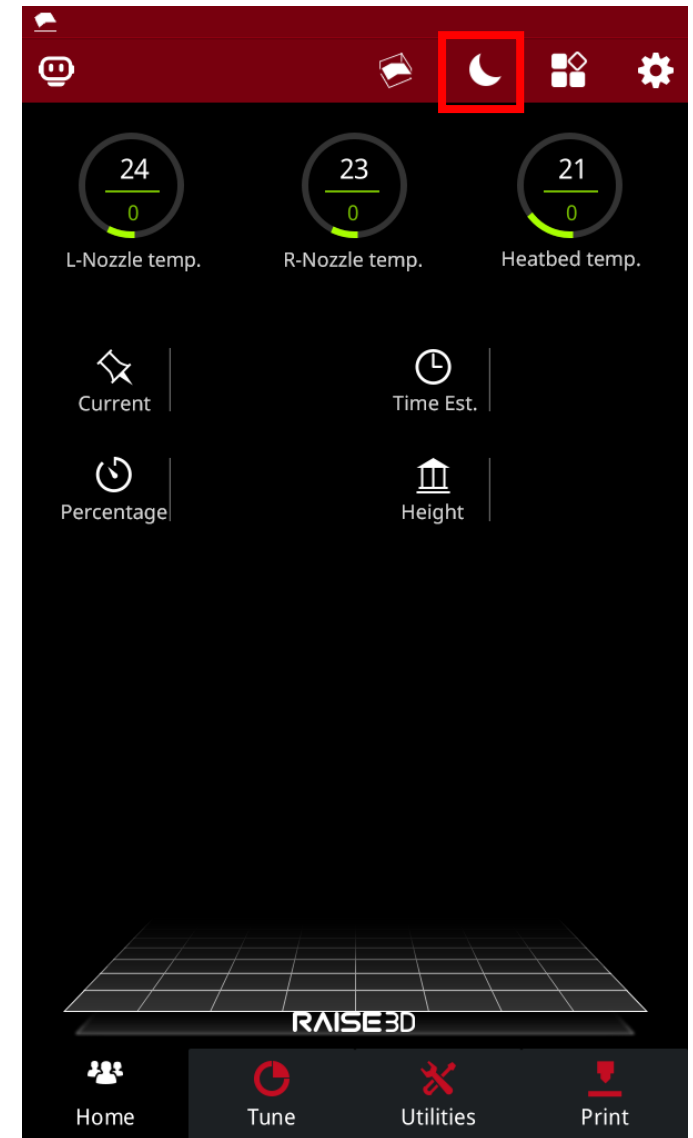 24
0
L-Nozzle temp.
23
0
R-Nozzle temp.
21
0
Heatbed temp.
Current
Time Est.
Percentage
Height
RAISE3D
Home
Tune
Utilities
Print